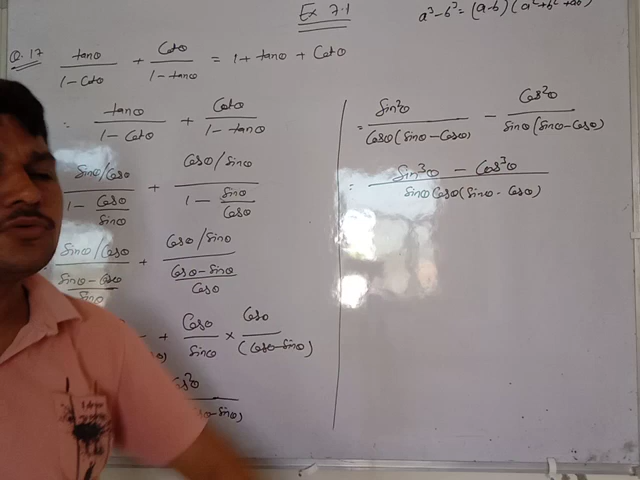 Ex 7.1
a³-b³= (a-b) (a²+b²+ab)
Q.17 tanθ / 1-Cotθ + Cotθ / 1-tanθ = 1+ tanθ + Cotθ
= tanθ / 1-Cotθ + Cotθ / 1-tanθ
Sinθ/Cosθ / 1 - Cosθ/Sinθ + Cosθ/Sinθ / 1 - Sinθ/Cosθ
Sinθ/Cosθ / Sinθ-Cosθ/Sinθ + Cosθ/Sinθ / Cosθ-Sinθ/Cosθ
+ Cosθ/Sinθ × Cosθ/(Cosθ-Sinθ)
Cos²θ
-Sinθ)
= Sin²θ / Cosθ(Sinθ-Cosθ) - Cos²θ / Sinθ(Sinθ-Cosθ)
= Sin³θ - Cos³θ / SinθCosθ(Sinθ-Cosθ)